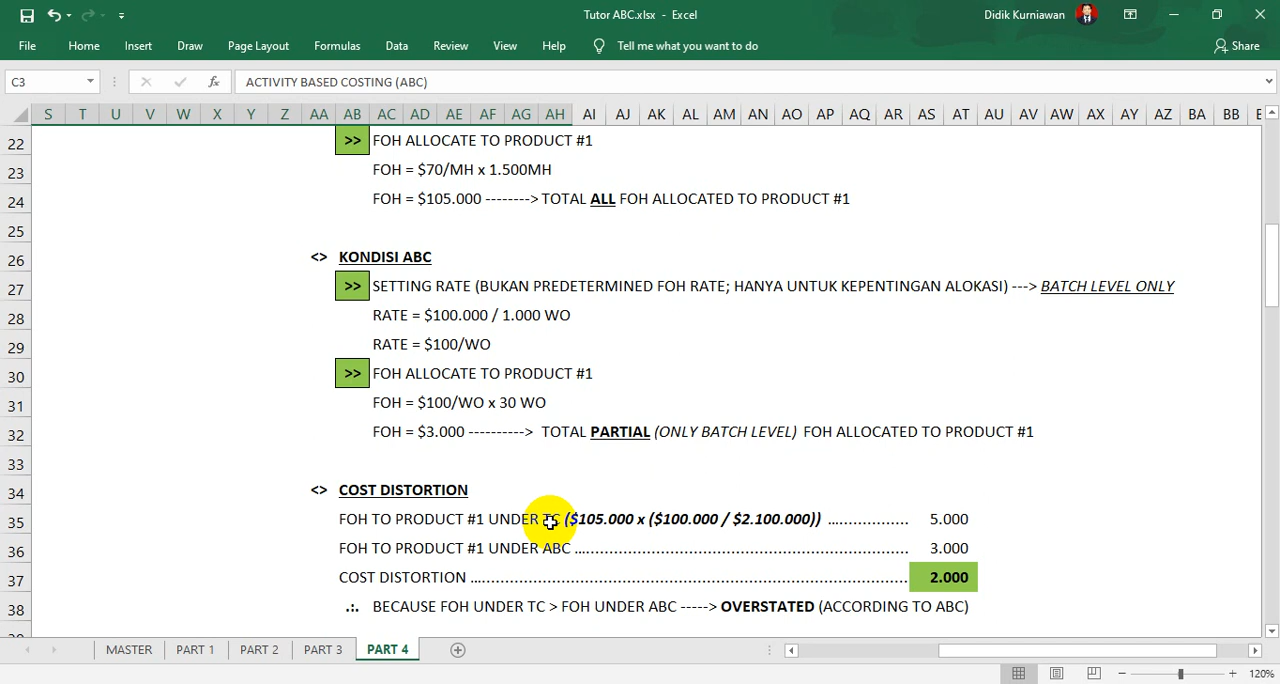 Tutor ABC.xlsx - Excel
Didik Kurniawan
File Home Insert Draw Page Layout Formulas Data Review View Help Tell me what you want to do Share
C3 fx ACTIVITY BASED COSTING (ABC)
S T U V W X Y Z AA AB AC AD AE AF AG AH AI AJ AK AL AM AN AO AP AQ AR AS AT AU AV AW AX AY AZ BA BB
22 >> FOH ALLOCATE TO PRODUCT #1
23 FOH = $70/MH x 1.500MH
24 FOH = $105.000 --------> TOTAL ALL FOH ALLOCATED TO PRODUCT #1
25
26 <> KONDISI ABC
27 >> SETTING RATE (BUKAN PREDETERMINED FOH RATE; HANYA UNTUK KEPENTINGAN ALOKASI) ---> BATCH LEVEL ONLY
28 RATE = $100.000 / 1.000 WO
29 RATE = $100/WO
30 >> FOH ALLOCATE TO PRODUCT #1
31 FOH = $100/WO x 30 WO
32 FOH = $3.000 ----------> TOTAL PARTIAL (ONLY BATCH LEVEL) FOH ALLOCATED TO PRODUCT #1
33
34 <> COST DISTORTION
35 FOH TO PRODUCT #1 UNDER TC ($105.000 x ($100.000 / $2.100.000)) ................ 5.000
36 FOH TO PRODUCT #1 UNDER ABC ................................................................................ 3.000
37 COST DISTORTION ........................................................................................................ 2.000
38 .:. BECAUSE FOH UNDER TC > FOH UNDER ABC -----> OVERSTATED (ACCORDING TO ABC)
MASTER PART 1 PART 2 PART 3 PART 4
120%